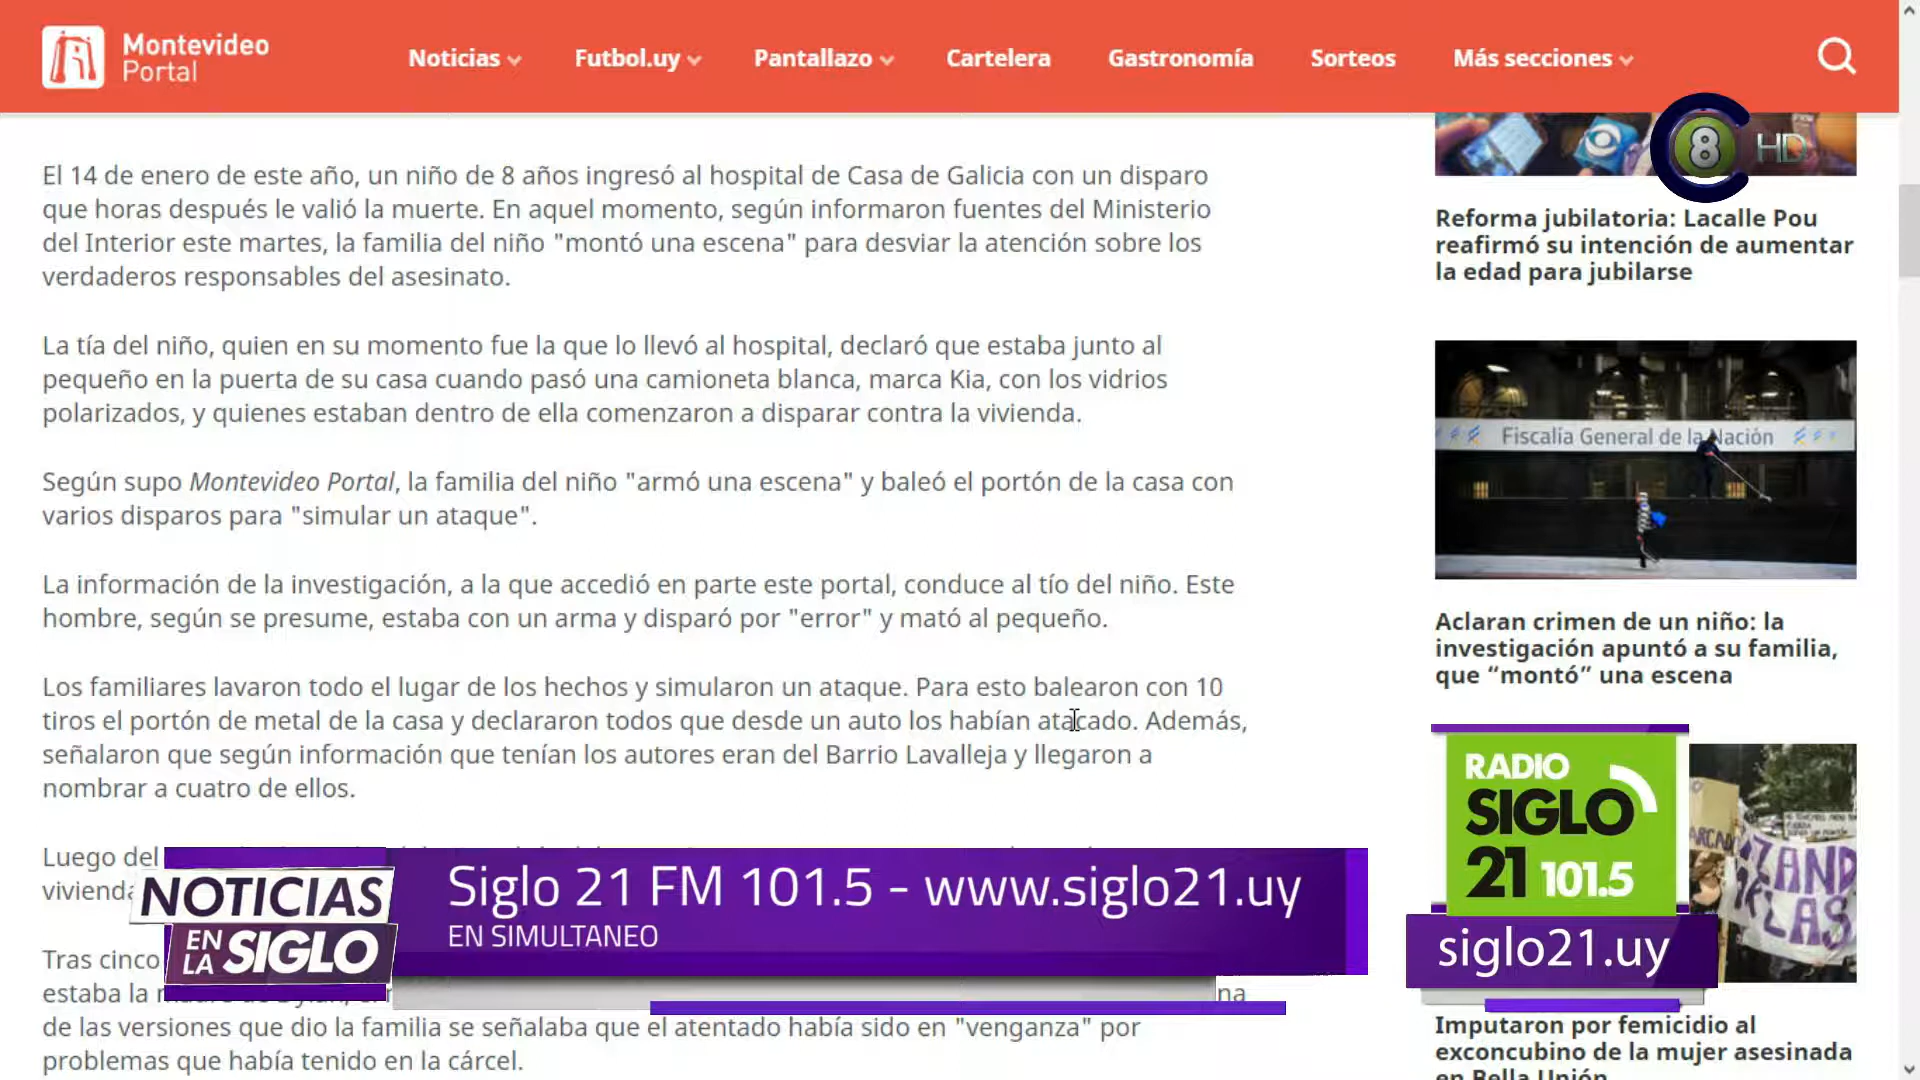 Montevideo
Portal
Noticias
Futbol.uy
Pantallazo
Cartelera
Gastronomía
Sorteos
Más secciones
8 HD
El 14 de enero de este año, un niño de 8 años ingresó al hospital de Casa de Galicia con un disparo
que horas después le valió la muerte. En aquel momento, según informaron fuentes del Ministerio
del Interior este martes, la familia del niño "montó una escena" para desviar la atención sobre los
verdaderos responsables del asesinato.
La tía del niño, quien en su momento fue la que lo llevó al hospital, declaró que estaba junto al
pequeño en la puerta de su casa cuando pasó una camioneta blanca, marca Kia, con los vidrios
polarizados, y quienes estaban dentro de ella comenzaron a disparar contra la vivienda.
Según supo Montevideo Portal, la familia del niño "armó una escena" y baleó el portón de la casa con
varios disparos para "simular un ataque".
La información de la investigación, a la que accedió en parte este portal, conduce al tío del niño. Este
hombre, según se presume, estaba con un arma y disparó por "error" y mató al pequeño.
Los familiares lavaron todo el lugar de los hechos y simularon un ataque. Para esto balearon con 10
tiros el portón de metal de la casa y declararon todos que desde un auto los habían atacado. Además,
señalaron que según información que tenían los autores eran del Barrio Lavalleja y llegaron a
nombrar a cuatro de ellos.
Luego del
vivienda
Tras cinco
estaba la
de las versiones que dio la familia se señalaba que el atentado había sido en "venganza" por
problemas que había tenido en la cárcel.
Reforma jubilatoria: Lacalle Pou
reafirmó su intención de aumentar
la edad para jubilarse
Fiscalía General de la Nación
Aclaran crimen de un niño: la
investigación apuntó a su familia,
que “montó” una escena
Imputaron por femicidio al
exconcubino de la mujer asesinada
en Bella Unión
NOTICIAS
EN LA SIGLO
Siglo 21 FM 101.5 - www.siglo21.uy
EN SIMULTANEO
RADIO
SIGLO
21 101.5
siglo21.uy